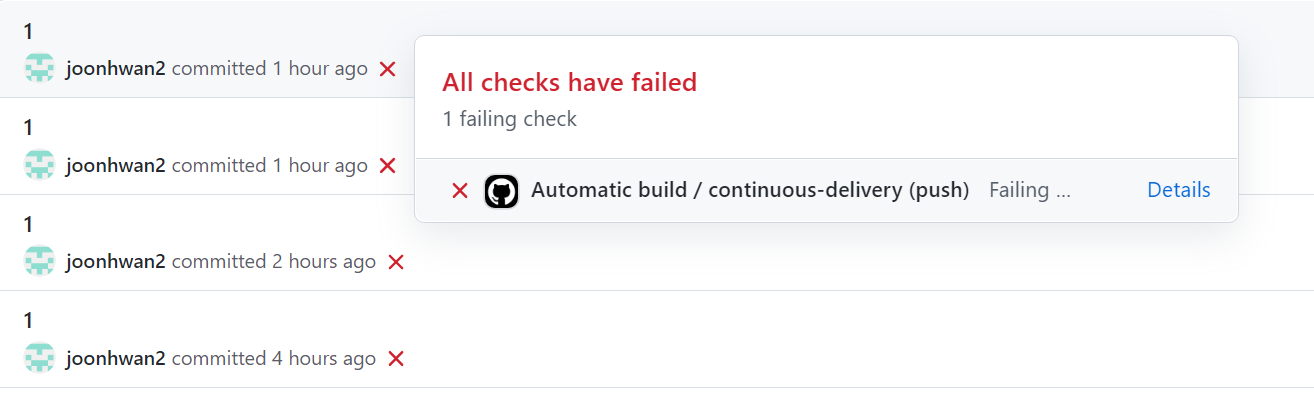 1
joonhwan2 committed 1 hour ago
All checks have failed
1 failing check
1
joonhwan2 committed 1 hour ago
Automatic build / continuous-delivery (push) Failing ... Details
1
joonhwan2 committed 2 hours ago
1
joonhwan2 committed 4 hours ago